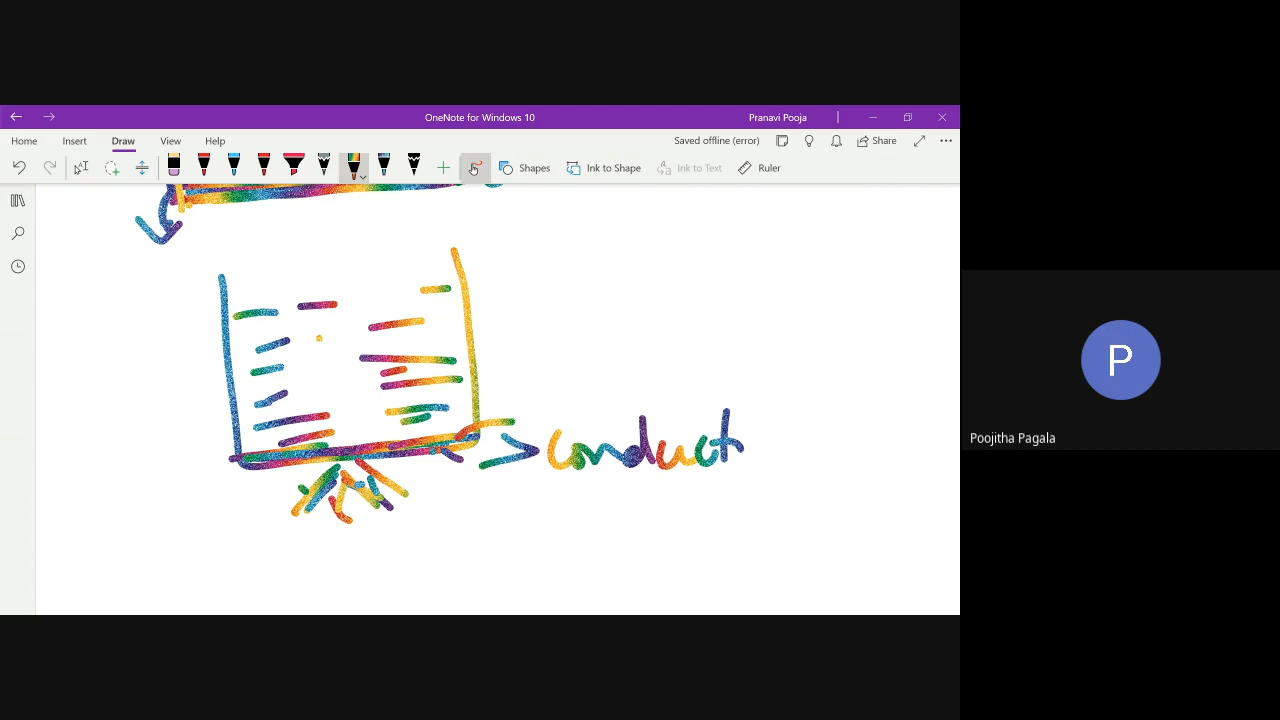 OneNote for Windows 10
Pranavi Pooja
Home Insert Draw View Help
Saved offline (error)
Share
Shapes
Ink to Shape
Ink to Text
Ruler
conduct
P
Poojitha Pagala